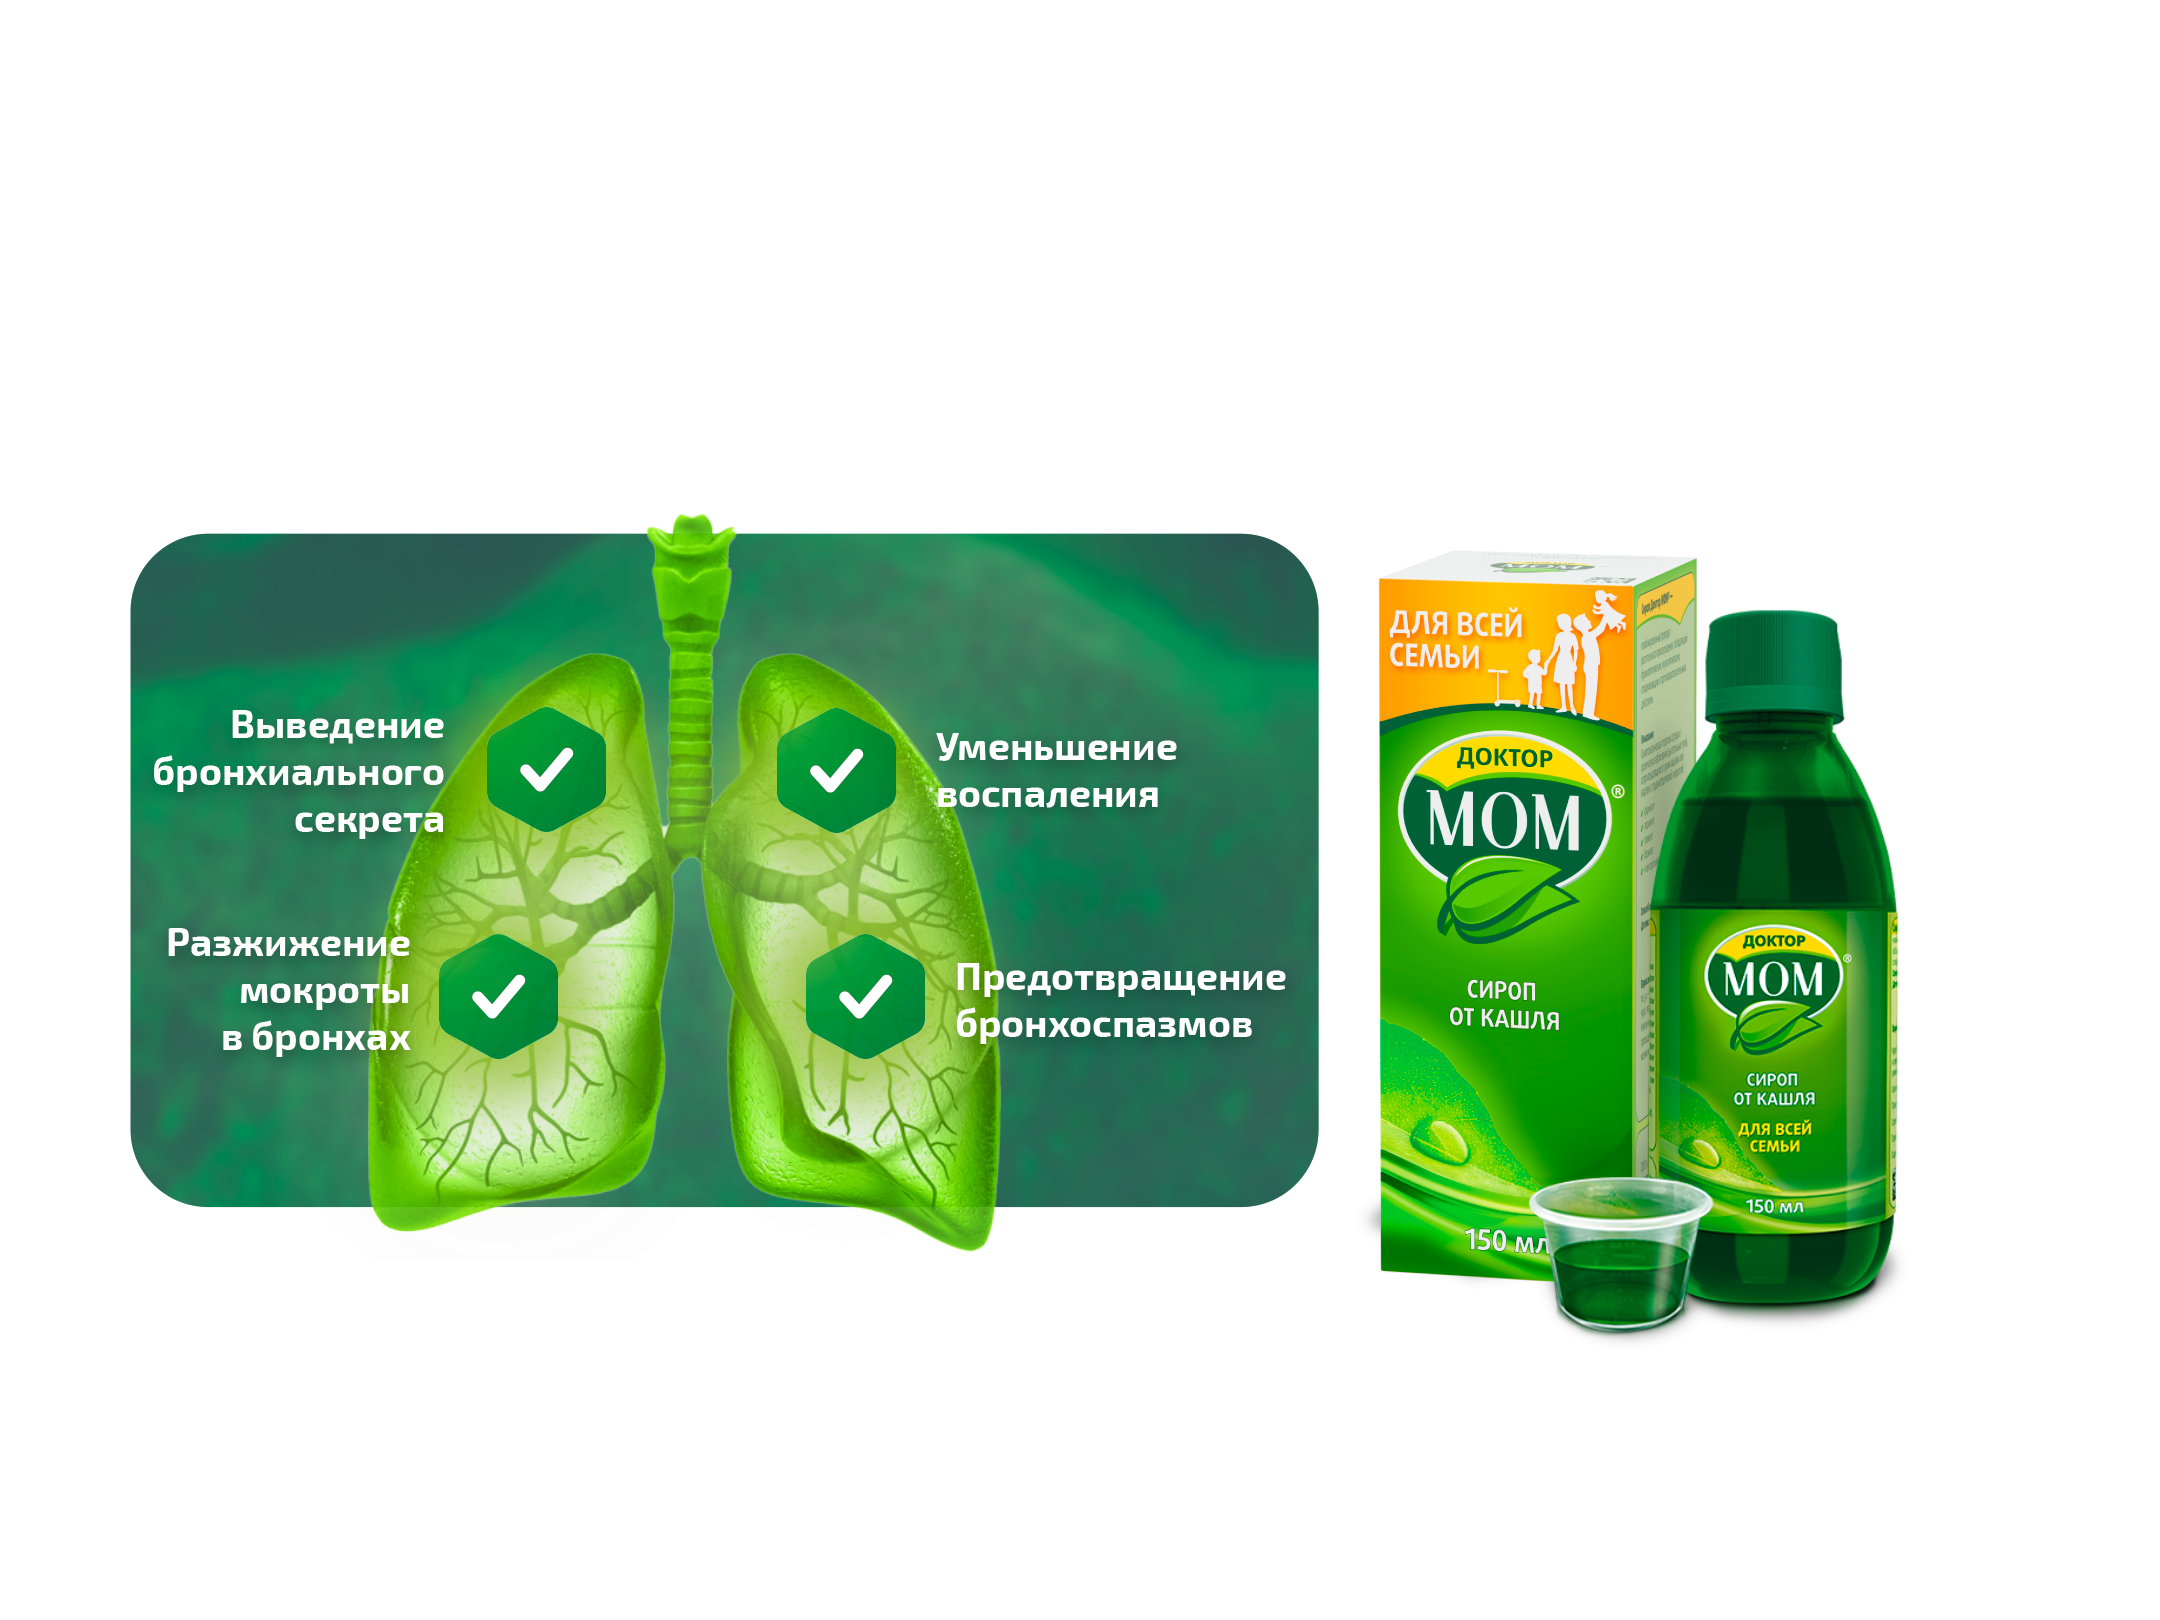 Выведение
бронхиального
секрета
Уменьшение
воспаления
Разжижение
мокроты
в бронхах
Предотвращение
бронхоспазмов
МОМ
ДЛЯ ВСЕЙ
СЕМЬИ
ДОКТОР
МОМ®
СИРОП
ОТ КАШЛЯ
150 мл
ДОКТОР
МОМ®
СИРОП
ОТ КАШЛЯ
ДЛЯ ВСЕЙ
СЕМЬИ
150 мл